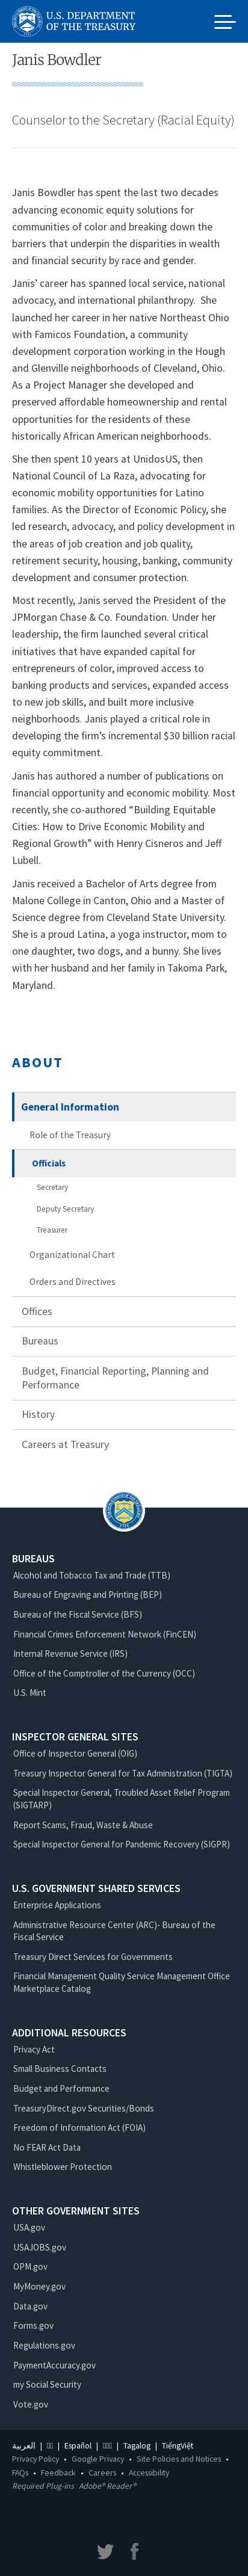 U.S. DEPARTMENT
OF THE TREASURY
Janis Bowdler
Counselor to the Secretary (Racial Equity)
Janis Bowdler has spent the last two decades
advancing economic equity solutions for
communities of color and breaking down the
barriers that underpin the disparities in wealth
and financial security by race and gender.
Janis’ career has spanned local service, national
advocacy, and international philanthropy.  She
launched her career in her native Northeast Ohio
with Famicos Foundation, a community
development corporation working in the Hough
and Glenville neighborhoods of Cleveland, Ohio.
As a Project Manager she developed and
preserved affordable homeownership and rental
opportunities for the residents of these
historically African American neighborhoods.
She then spent 10 years at UnidosUS, then
National Council of La Raza, advocating for
economic mobility opportunities for Latino
families. As the Director of Economic Policy, she
led research, advocacy, and policy development in
the areas of job creation and job quality,
retirement security, housing, banking, community
development and consumer protection.
Most recently, Janis served the President of the
JPMorgan Chase & Co. Foundation. Under her
leadership, the firm launched several critical
initiatives that have expanded capital for
entrepreneurs of color, improved access to
banking products and services, expanded access
to new job skills, and built more inclusive
neighborhoods. Janis played a critical role in
developing the firm’s incremental $30 billion racial
equity commitment.
Janis has authored a number of publications on
financial opportunity and economic mobility. Most
recently, she co-authored “Building Equitable
Cities: How to Drive Economic Mobility and
Regional Growth” with Henry Cisneros and Jeff
Lubell.
Janis received a Bachelor of Arts degree from
Malone College in Canton, Ohio and a Master of
Science degree from Cleveland State University.
She is a proud Latina, a yoga instructor, mom to
one daughter, two dogs, and a bunny. She lives
with her husband and her family in Takoma Park,
Maryland.
ABOUT
General Information
Role of the Treasury
Officials
Secretary
Deputy Secretary
Treasurer
Organizational Chart
Orders and Directives
Offices
Bureaus
Budget, Financial Reporting, Planning and
Performance
History
Careers at Treasury
BUREAUS
Alcohol and Tobacco Tax and Trade (TTB)
Bureau of Engraving and Printing (BEP)
Bureau of the Fiscal Service (BFS)
Financial Crimes Enforcement Network (FinCEN)
Internal Revenue Service (IRS)
Office of the Comptroller of the Currency (OCC)
U.S. Mint
INSPECTOR GENERAL SITES
Office of Inspector General (OIG)
Treasury Inspector General for Tax Administration (TIGTA)
Special Inspector General, Troubled Asset Relief Program
(SIGTARP)
Report Scams, Fraud, Waste & Abuse
Special Inspector General for Pandemic Recovery (SIGPR)
U.S. GOVERNMENT SHARED SERVICES
Enterprise Applications
Administrative Resource Center (ARC)- Bureau of the
Fiscal Service
Treasury Direct Services for Governments
Financial Management Quality Service Management Office
Marketplace Catalog
ADDITIONAL RESOURCES
Privacy Act
Small Business Contacts
Budget and Performance
TreasuryDirect.gov Securities/Bonds
Freedom of Information Act (FOIA)
No FEAR Act Data
Whistleblower Protection
OTHER GOVERNMENT SITES
USA.gov
USAJOBS.gov
OPM.gov
MyMoney.gov
Data.gov
Forms.gov
Regulations.gov
PaymentAccuracy.gov
my Social Security
Vote.gov
العربية | | Español | | Tagalog | TiếngViệt
Privacy Policy • Google Privacy • Site Policies and Notices •
FAQs • Feedback • Careers • Accessibility
Required Plug-ins Adobe® Reader®